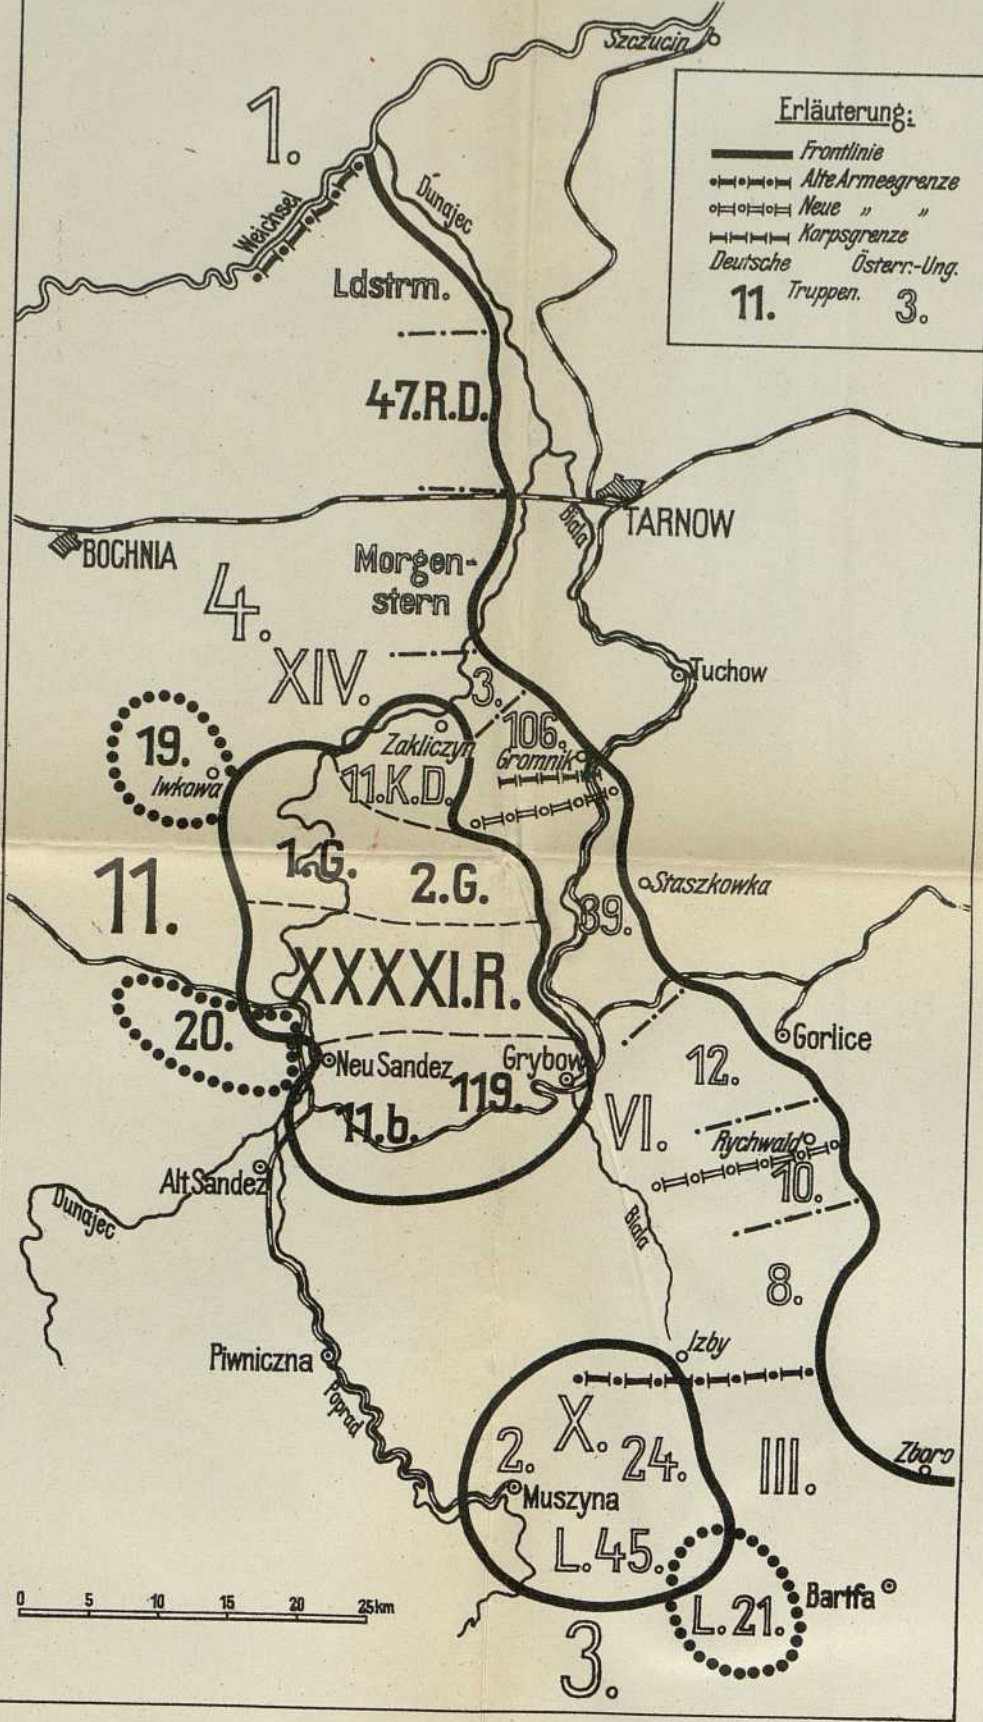 Szczucin
1.
Erläuterung:
Frontlinie
Alte Armeegrenze
Neue „ „
Korpsgrenze
Deutsche Österr.-Ung.
Truppen.
11. 3.
Weichsel
Dunajec
Ldstrm.
47.R.D.
Biala
TARNOW
BOCHNIA
Morgen-
stern
4.
XIV.
Tuchow
3.
19.
Iwkowa
Zakliczyn
106.
Gromnik
11.K.D.
1.G.
2.G.
11.
39.
Staszkowka
XXXXI.R.
20.
Neu Sandez
Grybow
Gorlice
12.
119.
11.b.
VI.
Rychwald
10.
Alt Sandez
Dunajec
Biala
8.
Piwniczna
Izby
Poprad
X.
2.
24.
III.
Zboro
Muszyna
L.45.
Bartfa
L.21.
0 5 10 15 20 25km
3.